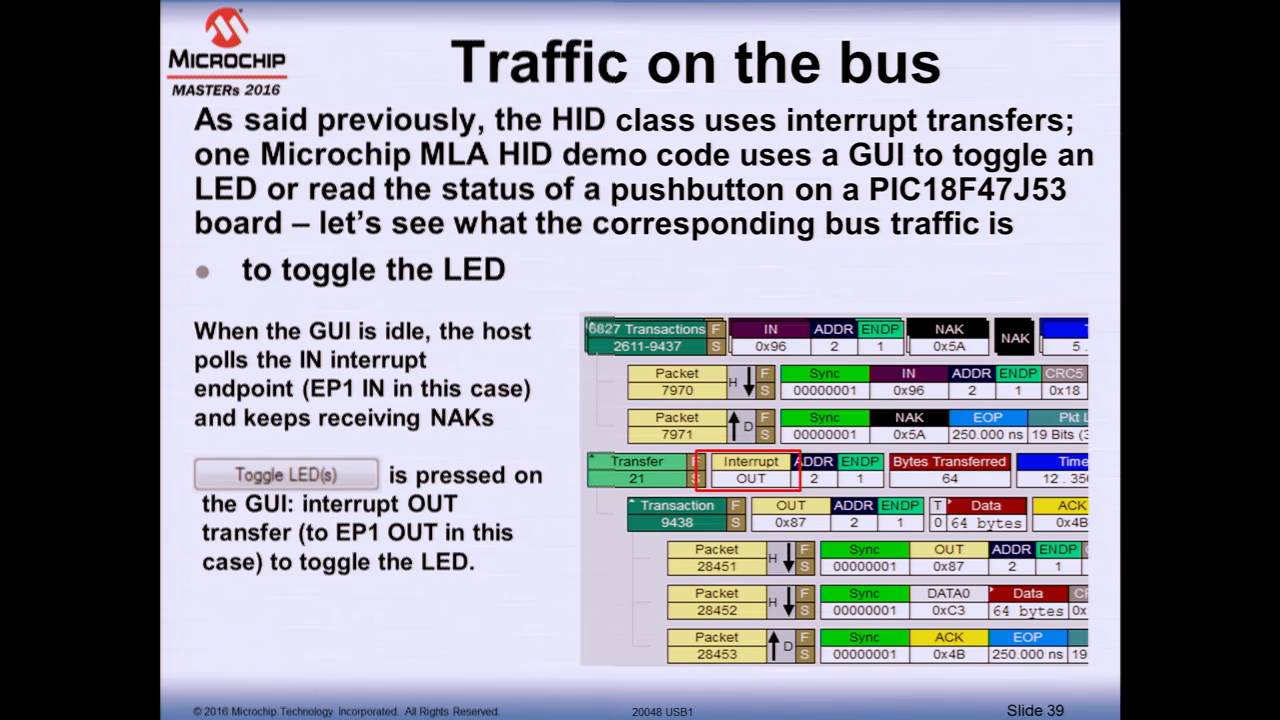 MICROCHIP
MASTERs 2016
Traffic on the bus
As said previously, the HID class uses interrupt transfers;
one Microchip MLA HID demo code uses a GUI to toggle an
LED or read the status of a pushbutton on a PIC18F47J53
board – let's see what the corresponding bus traffic is
to toggle the LED
When the GUI is idle, the host
polls the IN interrupt
endpoint (EP1 IN in this case)
and keeps receiving NAKs
Toggle LED(s) is pressed on
the GUI: interrupt OUT
transfer (to EP1 OUT in this
case) to toggle the LED.
6827 Transactions F IN ADDR ENDP NAK NAK T
2611-9437 S 0x96 2 1 0x5A 5 .
Packet H F Sync IN ADDR ENDP CRC5
7970 S 00000001 0x96 2 1 0x18
Packet D F Sync NAK EOP Pkt L
7971 S 00000001 0x5A 250.000 ns 19 Bits (3
Transfer F Interrupt ADDR ENDP Bytes Transferred Time
21 S OUT 2 1 64 12 . 35
Transaction F OUT ADDR ENDP T Data ACK
9438 S 0x87 2 1 0 64 bytes 0x4B
Packet H F Sync OUT ADDR ENDP
28451 S 00000001 0x87 2 1
Packet H F Sync DATA0 Data CF
28452 S 00000001 0xC3 64 bytes 0x
Packet D F Sync ACK EOP
28453 S 00000001 0x4B 250.000 ns 19
© 2016 Microchip Technology Incorporated. All Rights Reserved.
20048 USB1
Slide 39